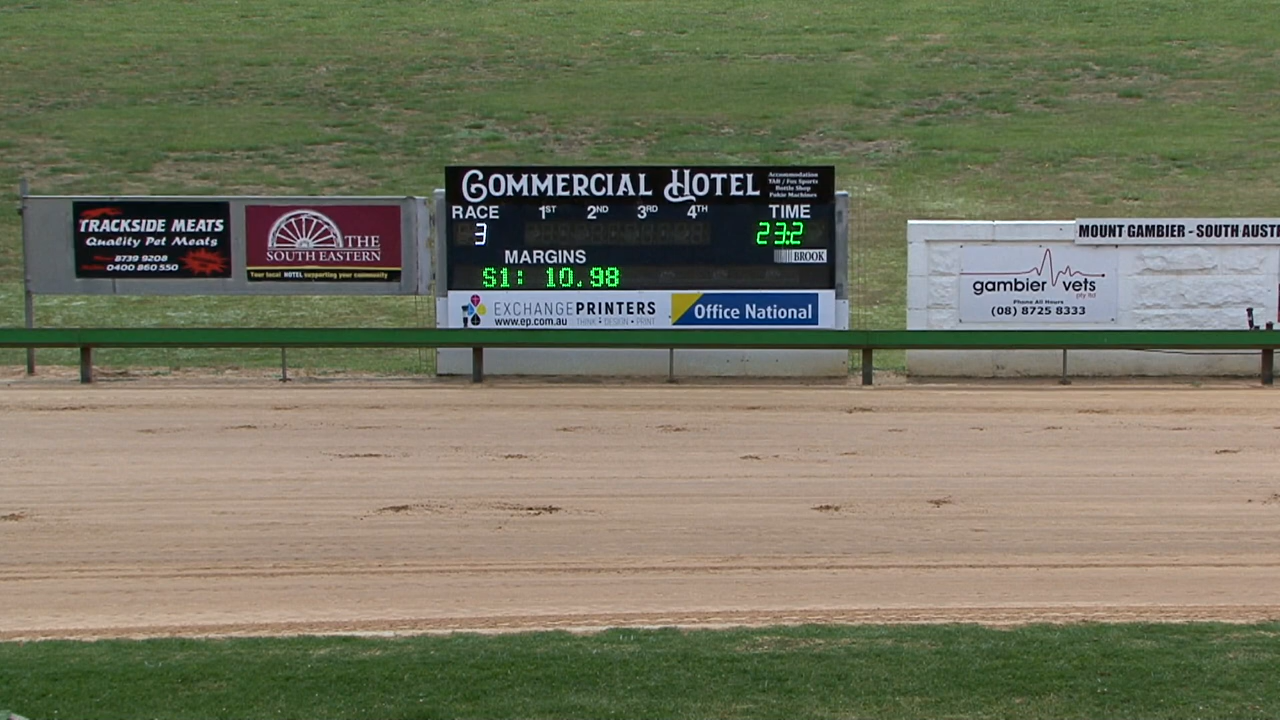 COMMERCIAL HOTEL
Accommodation
TAB / Fox Sports
Bottle Shop
Pokie Machines
RACE 1ST 2ND 3RD 4TH TIME
3 23.2
MARGINS
BROOK
S1: 10.98
EXCHANGEPRINTERS
www.ep.com.au THINK • DESIGN • PRINT
Office National
TRACKSIDE MEATS
Quality Pet Meats
8739 9208
0400 860 550
THE
SOUTH EASTERN
Your local HOTEL supporting your community
MOUNT GAMBIER - SOUTH AUST
gambier vets
pty ltd
Phone All Hours
(08) 8725 8333